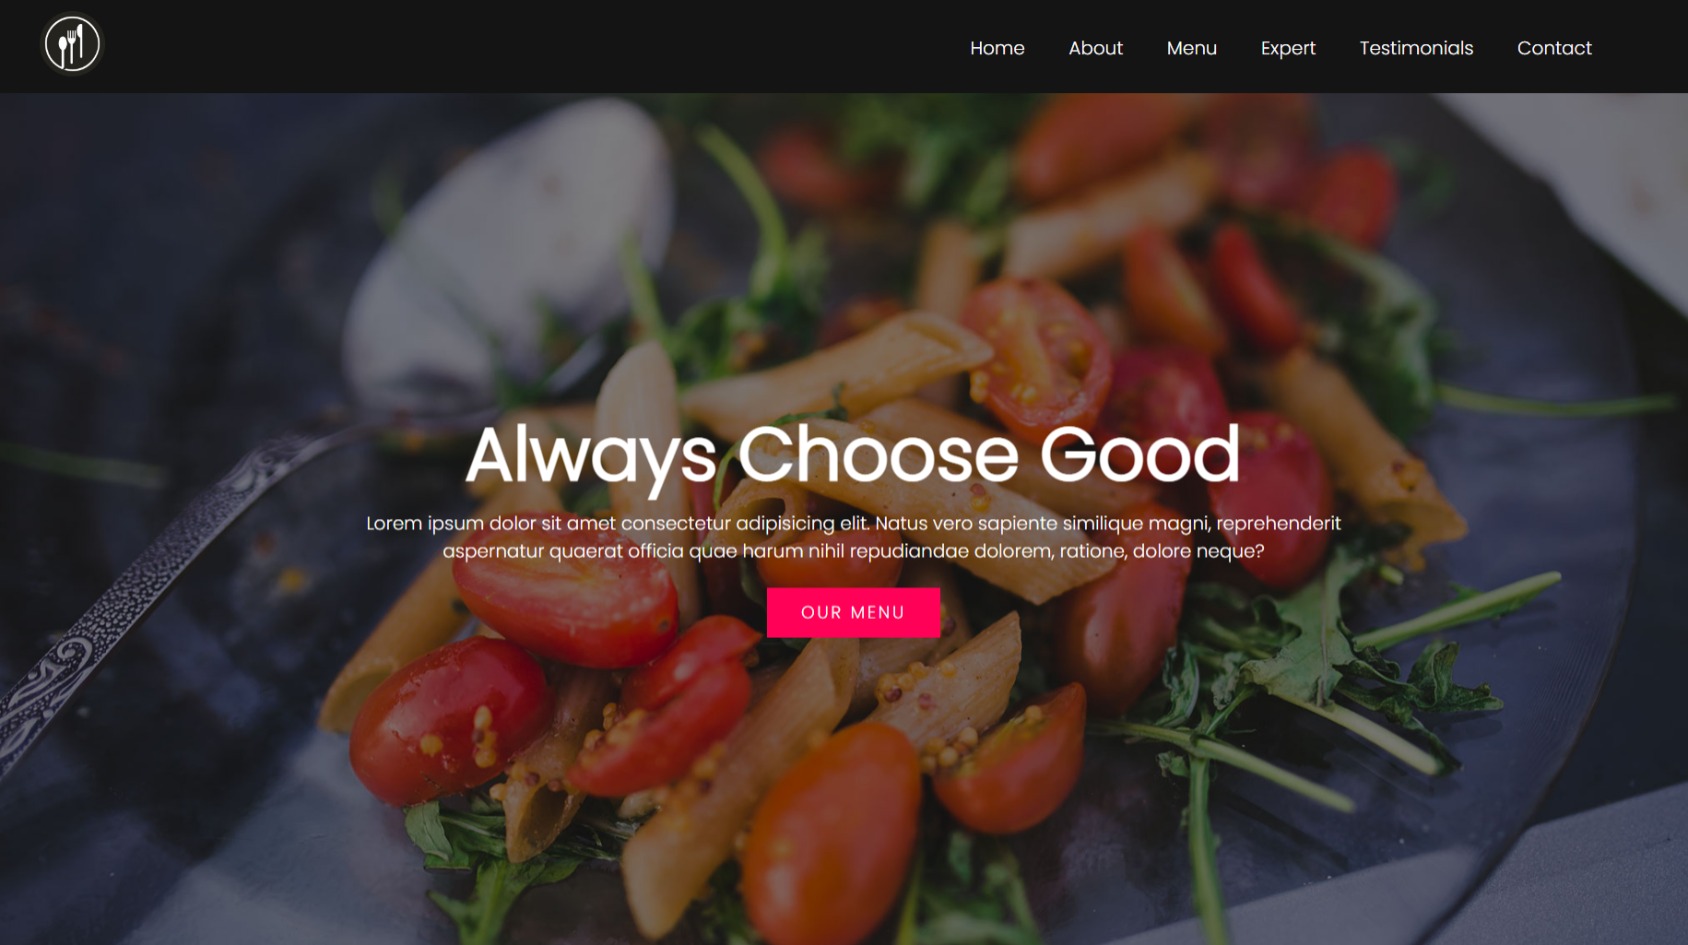 Home About Menu Expert Testimonials Contact
Always Choose Good
Lorem ipsum dolor sit amet consectetur adipisicing elit. Natus vero sapiente similique magni, reprehenderit
aspernatur quaerat officia quae harum nihil repudiandae dolorem, ratione, dolore neque?
OUR MENU